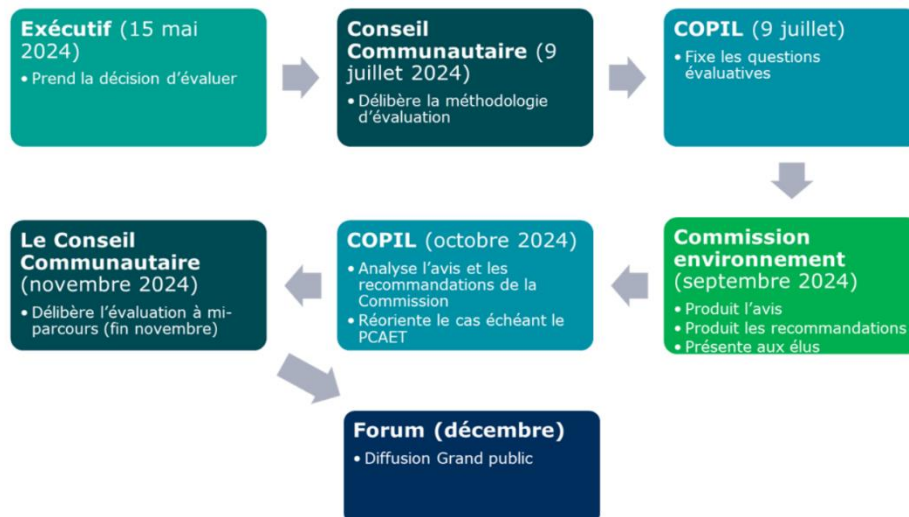 Exécutif (15 mai
2024)
• Prend la décision d'évaluer
Conseil
Communautaire (9
juillet 2024)
• Délibère la méthodologie
d'évaluation
COPIL (9 juillet)
• Fixe les questions
évaluatives
Commission
environnement
(septembre 2024)
• Produit l'avis
• Produit les recommandations
• Présente aux élus
COPIL (octobre 2024)
• Analyse l'avis et les
recommandations de la
Commission
• Réoriente le cas échéant le
PCAET
Le Conseil
Communautaire
(novembre 2024)
• Délibère l'évaluation à mi-
parcours (fin novembre)
Forum (décembre)
• Diffusion Grand public